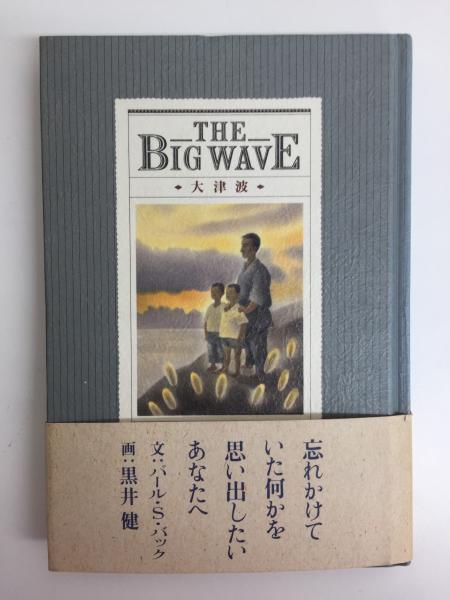 THE
BIG WAVE
大津波
忘れかけて
いた何かを
思い出したい
あなたへ
文:パール・S・バック
画:黒井健